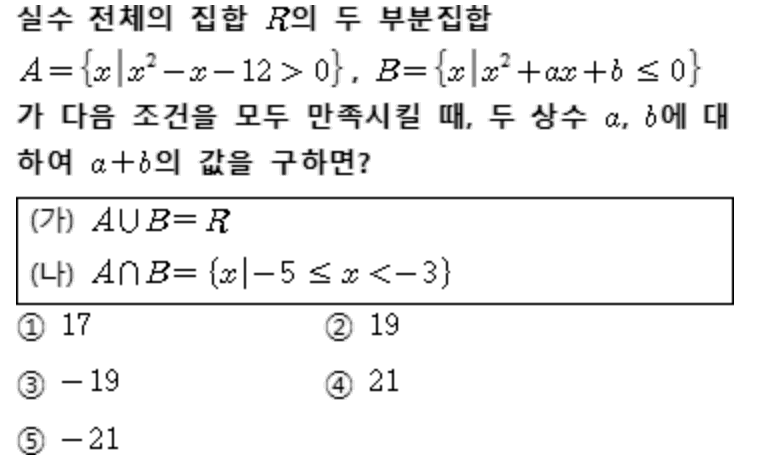 실수 전체의 집합 R의 두 부분집합
A={x|x²-x-12 > 0}, B={x|x²+ax+b ≤ 0}
가 다음 조건을 모두 만족시킬 때, 두 상수 a, b에 대
하여 a+b의 값을 구하면?
(가) A∪B=R
(나) A∩B={x|-5 ≤ x <-3}
① 17 ② 19
③ -19 ④ 21
⑤ -21